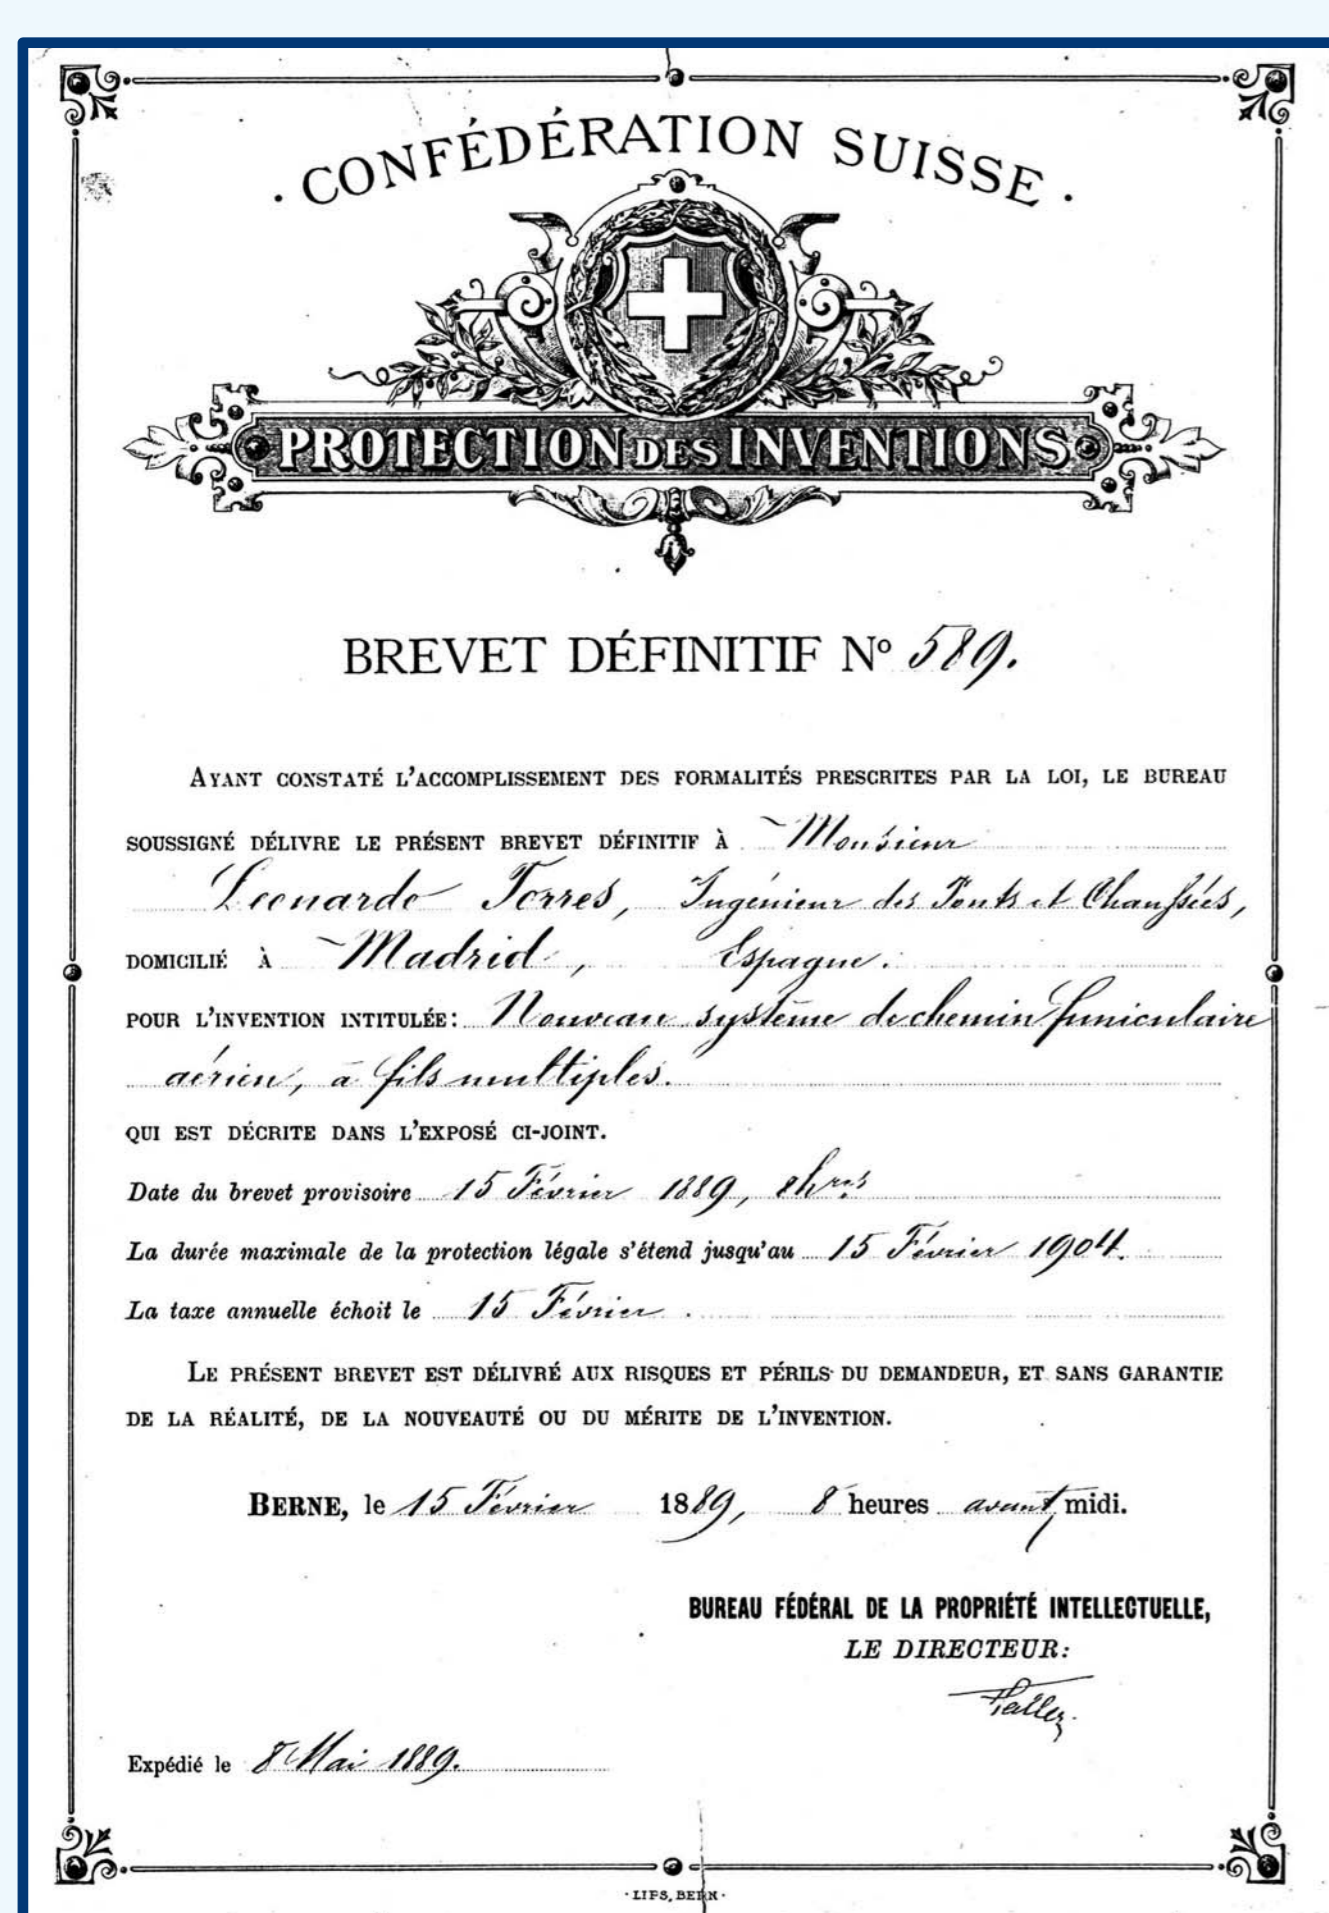 · CONFÉDÉRATION SUISSE ·
PROTECTION DES INVENTIONS
BREVET DÉFINITIF Nº 589.
AYANT CONSTATÉ L'ACCOMPLISSEMENT DES FORMALITÉS PRESCRITES PAR LA LOI, LE BUREAU
SOUSSIGNÉ DÉLIVRE LE PRÉSENT BREVET DÉFINITIF À Monsieur
Leonardo Torres, Ingénieur des Ponts et Chaussées,
DOMICILIÉ À Madrid, Espagne.
POUR L'INVENTION INTITULÉE: Nouveau système de chemin funiculaire
aérien, à fils multiples.
QUI EST DÉCRITE DANS L'EXPOSÉ CI-JOINT.
Date du brevet provisoire 15 Février 1889, 8 hres
La durée maximale de la protection légale s'étend jusqu'au 15 Février 1904.
La taxe annuelle échoit le 15 Février.
LE PRÉSENT BREVET EST DÉLIVRÉ AUX RISQUES ET PÉRILS DU DEMANDEUR, ET SANS GARANTIE
DE LA RÉALITÉ, DE LA NOUVEAUTÉ OU DU MÉRITE DE L'INVENTION.
BERNE, le 15 Février 1889, 8 heures avant midi.
BUREAU FÉDÉRAL DE LA PROPRIÉTÉ INTELLECTUELLE,
LE DIRECTEUR:
Expédié le 8 Mai 1889.
· LIPS, BERN ·